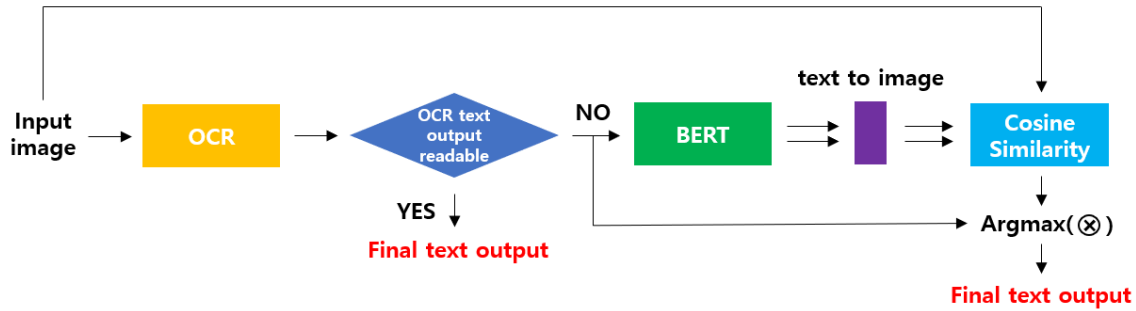 Input
image
OCR
OCR text
output
readable
NO
YES
Final text output
BERT
text to image
Cosine
Similarity
Argmax(⊗)
Final text output